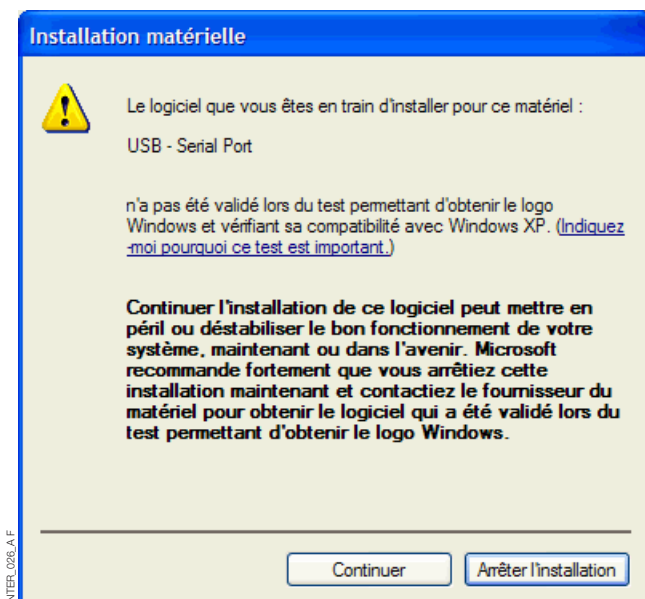 Installation matérielle
Le logiciel que vous êtes en train d'installer pour ce matériel :
USB - Serial Port
n'a pas été validé lors du test permettant d'obtenir le logo
Windows et vérifiant sa compatibilité avec Windows XP. (Indiquez
-moi pourquoi ce test est important.)
Continuer l'installation de ce logiciel peut mettre en
péril ou déstabiliser le bon fonctionnement de votre
système, maintenant ou dans l'avenir. Microsoft
recommande fortement que vous arrêtiez cette
installation maintenant et contactiez le fournisseur du
matériel pour obtenir le logiciel qui a été validé lors du
test permettant d'obtenir le logo Windows.
Continuer
Arrêter l'installation
NTER_026_A F